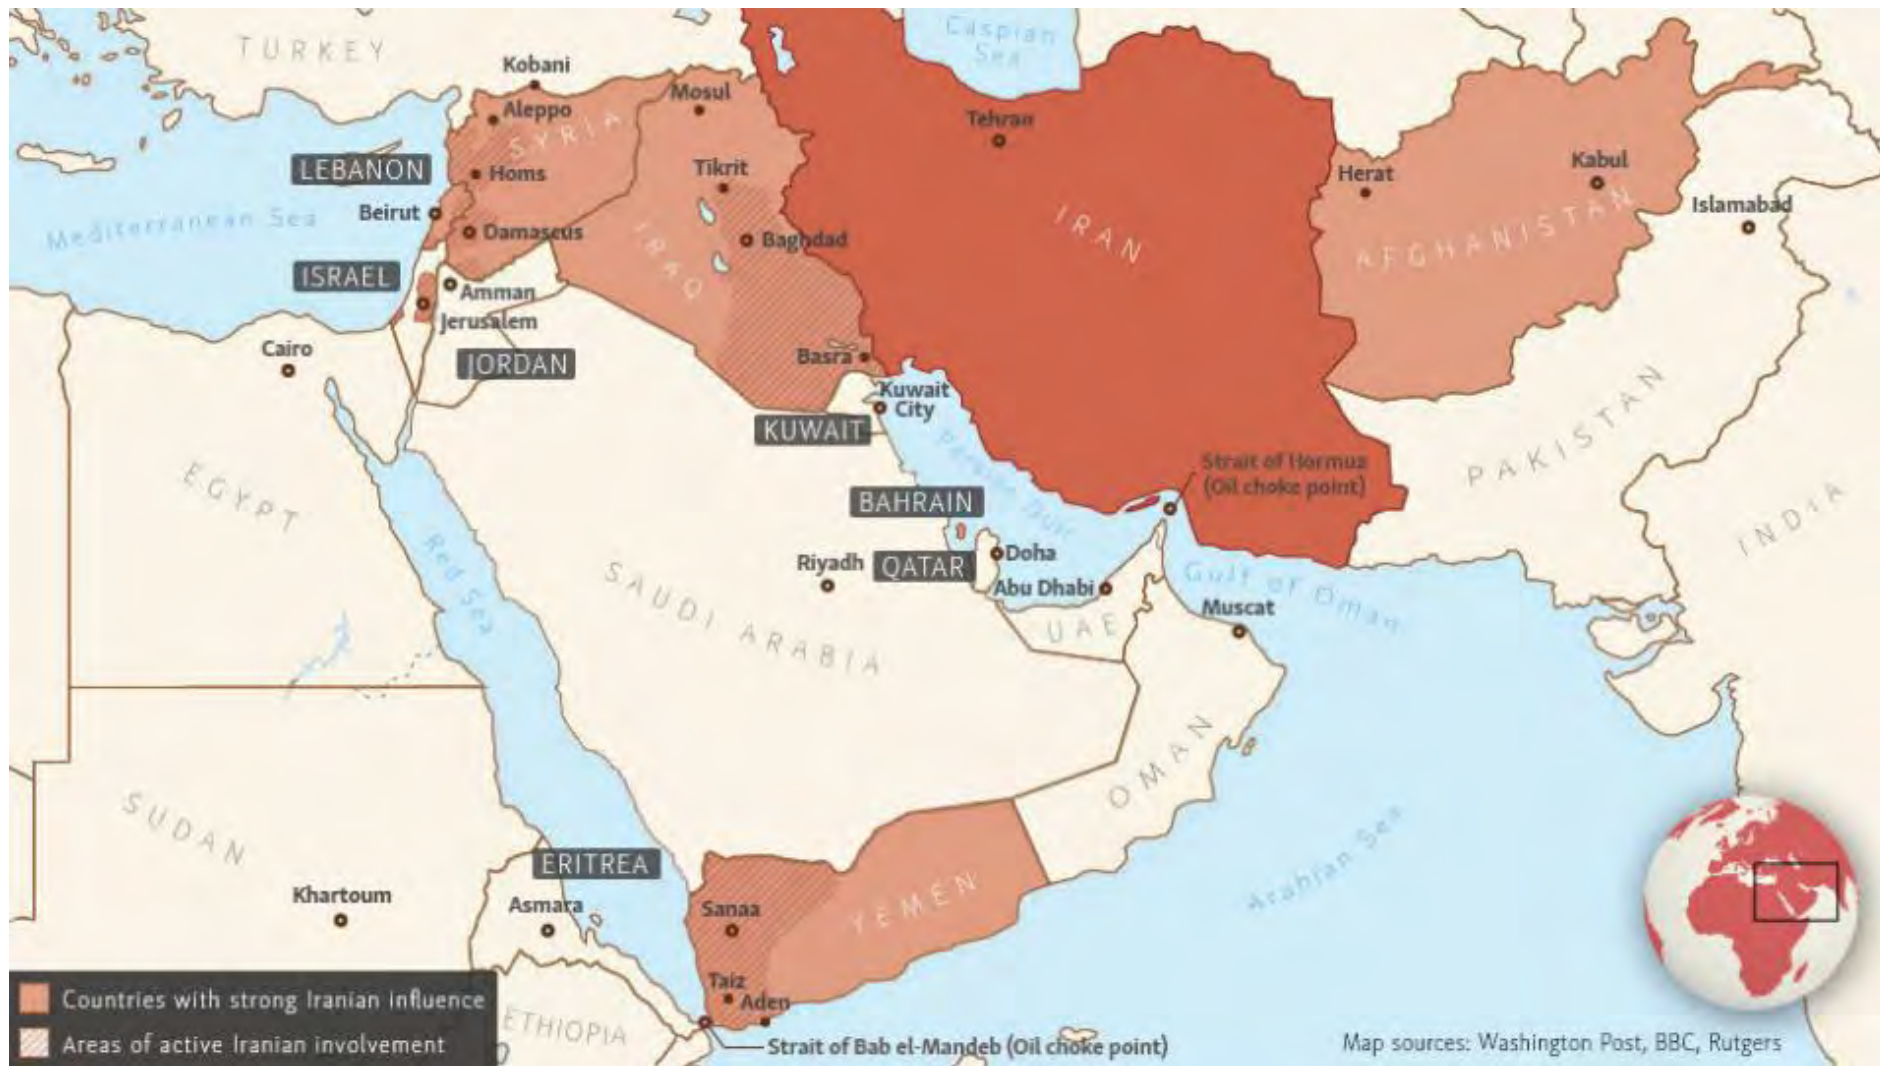 TURKEY
Caspian
Sea
Kobani
Aleppo
SYRIA
Mosul
Tehran
LEBANON
Homs
Tikrit
Herat
Kabul
Islamabad
Mediterranean Sea
Beirut
Damascus
IRAQ
Baghdad
IRAN
AFGHANISTAN
ISRAEL
Amman
Jerusalem
Cairo
JORDAN
Basra
Kuwait
City
KUWAIT
Persian Gulf
PAKISTAN
Strait of Hormuz
(Oil choke point)
EGYPT
BAHRAIN
INDIA
Red Sea
Riyadh
QATAR
Doha
Abu Dhabi
Gulf of Oman
SAUDI ARABIA
UAE
Muscat
OMAN
SUDAN
ERITREA
Arabian Sea
Khartoum
Asmara
Sanaa
YEMEN
Taiz
Aden
Countries with strong Iranian influence
ETHIOPIA
Areas of active Iranian involvement
Strait of Bab el-Mandeb (Oil choke point)
Map sources: Washington Post, BBC, Rutgers